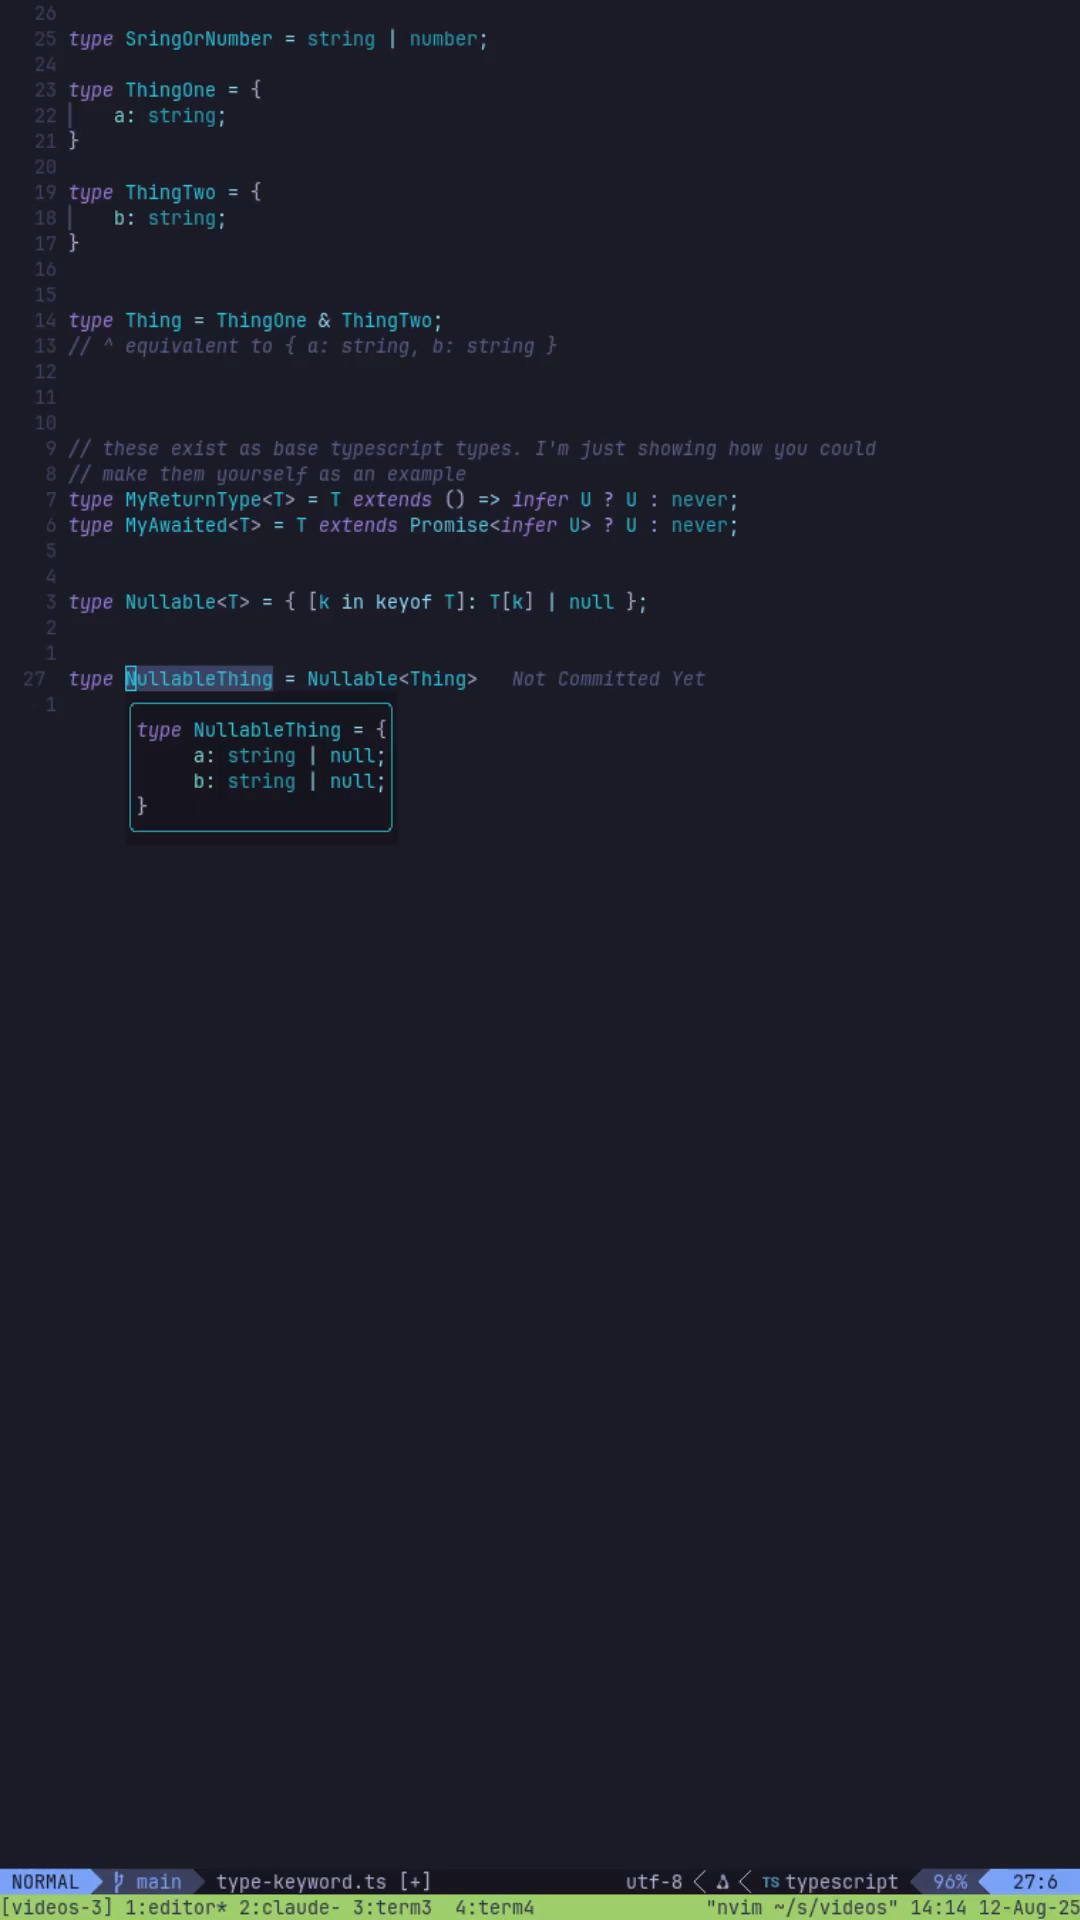 26
25 type SringOrNumber = string | number;
24
23 type ThingOne = {
22     a: string;
21 }
20
19 type ThingTwo = {
18     b: string;
17 }
16
15
14 type Thing = ThingOne & ThingTwo;
13 // ^ equivalent to { a: string, b: string }
12
11
10
9 // these exist as base typescript types. I'm just showing how you could
8 // make them yourself as an example
7 type MyReturnType<T> = T extends () => infer U ? U : never;
6 type MyAwaited<T> = T extends Promise<infer U> ? U : never;
5
4
3 type Nullable<T> = { [k in keyof T]: T[k] | null };
2
1
27 type NullableThing = Nullable<Thing>   Not Committed Yet
1
type NullableThing = {
     a: string | null;
     b: string | null;
}
NORMAL main type-keyword.ts [+] utf-8 TS typescript 96% 27:6
[videos-3] 1:editor* 2:claude- 3:term3  4:term4 "nvim ~/s/videos" 14:14 12-Aug-25